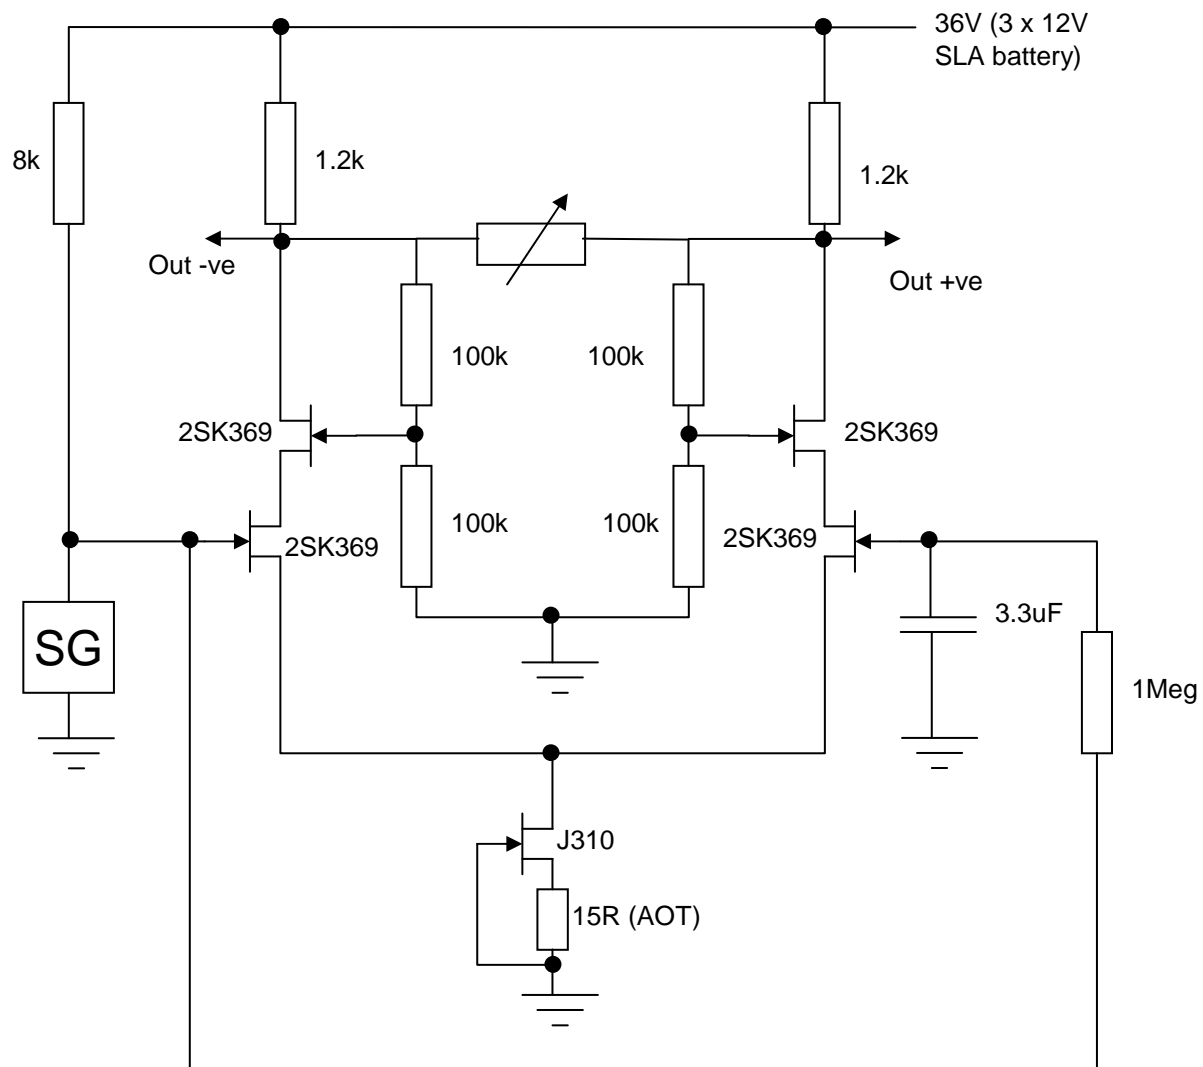 36V (3 x 12V
SLA battery)
8k
1.2k
1.2k
Out -ve
Out +ve
100k
100k
2SK369
2SK369
100k
100k
2SK369
2SK369
SG
3.3uF
1Meg
J310
15R (AOT)